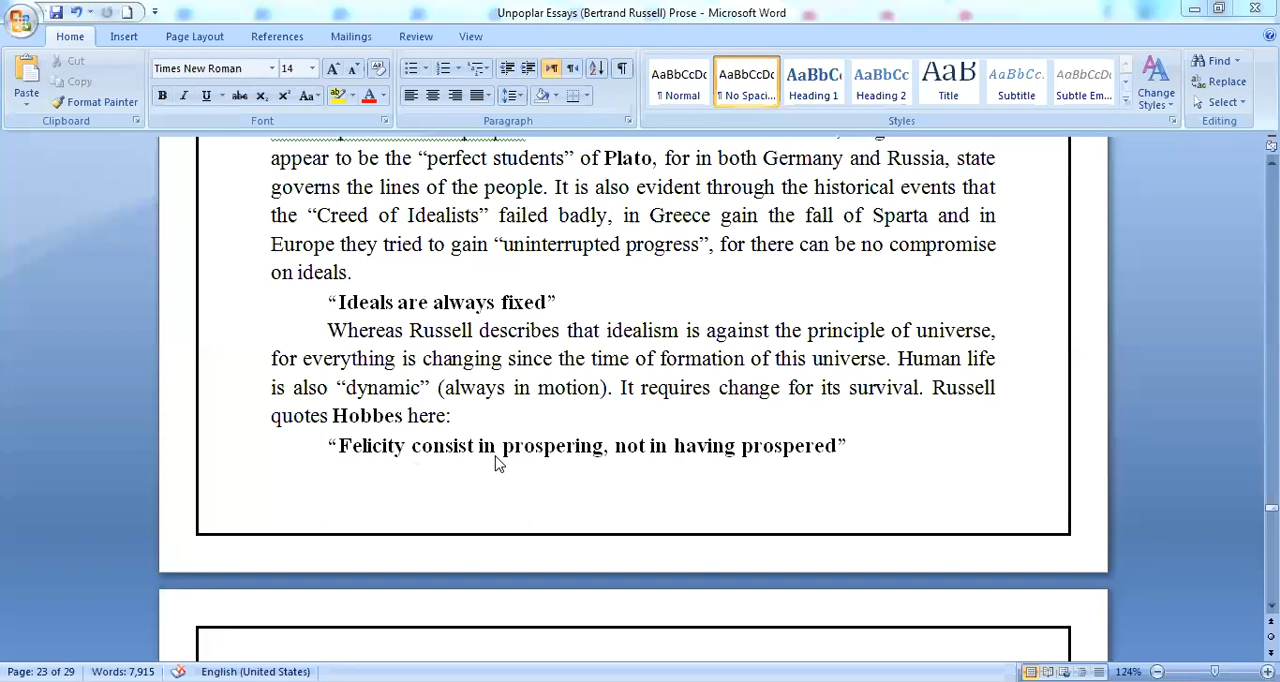 Unpoplar Essays (Bertrand Russell) Prose - Microsoft Word
Home Insert Page Layout References Mailings Review View
Paste
Cut
Copy
Format Painter
Clipboard
Times New Roman 14
B I U abc X₂ X² Aa A
Font
Paragraph
AaBbCcDc AaBbCcDc AaBbC AaBbCc AaB AaBbCc. AaBbCcDc
¶ Normal ¶ No Spaci... Heading 1 Heading 2 Title Subtitle Subtle Em...
Styles
Change
Styles
Find
Replace
Select
Editing
appear to be the “perfect students” of Plato, for in both Germany and Russia, state
governs the lines of the people. It is also evident through the historical events that
the “Creed of Idealists” failed badly, in Greece gain the fall of Sparta and in
Europe they tried to gain “uninterrupted progress”, for there can be no compromise
on ideals.
“Ideals are always fixed”
Whereas Russell describes that idealism is against the principle of universe,
for everything is changing since the time of formation of this universe. Human life
is also “dynamic” (always in motion). It requires change for its survival. Russell
quotes Hobbes here:
“Felicity consist in prospering, not in having prospered”
Page: 23 of 29 Words: 7,915 English (United States) 124%